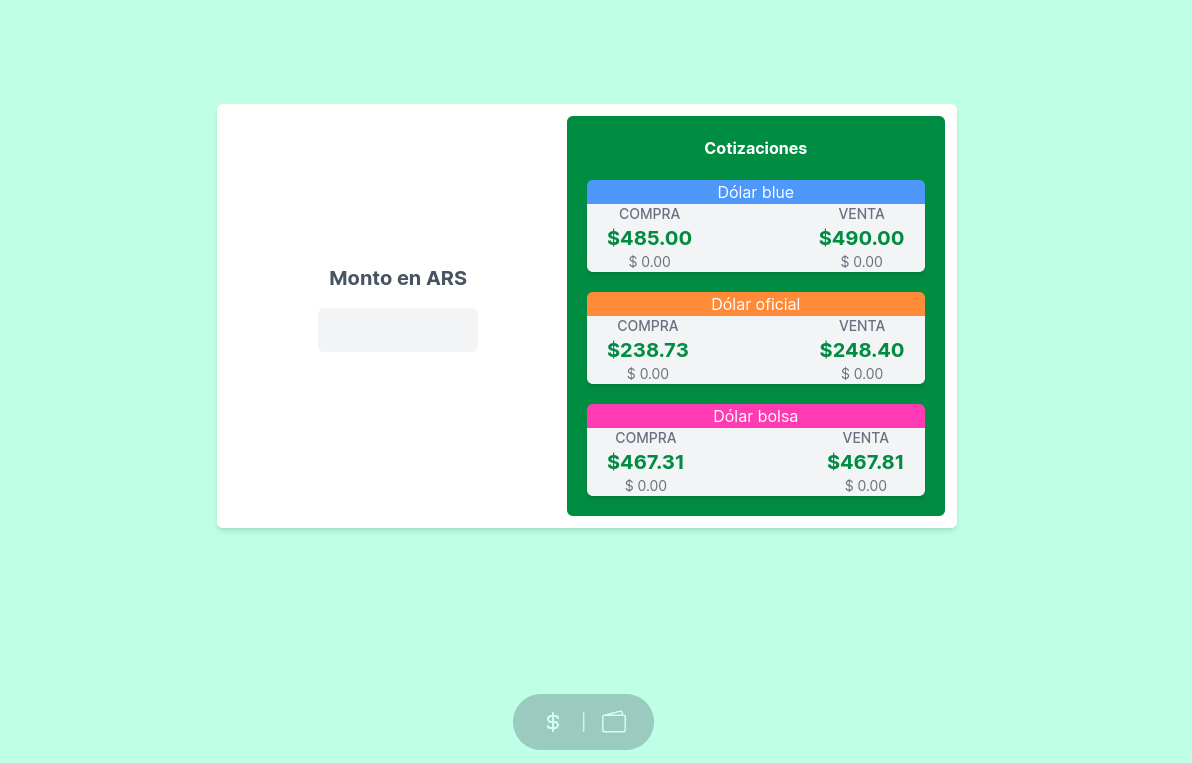 Monto en ARS
Cotizaciones
Dólar blue
COMPRA VENTA
$485.00 $490.00
$ 0.00 $ 0.00
Dólar oficial
COMPRA VENTA
$238.73 $248.40
$ 0.00 $ 0.00
Dólar bolsa
COMPRA VENTA
$467.31 $467.81
$ 0.00 $ 0.00
$